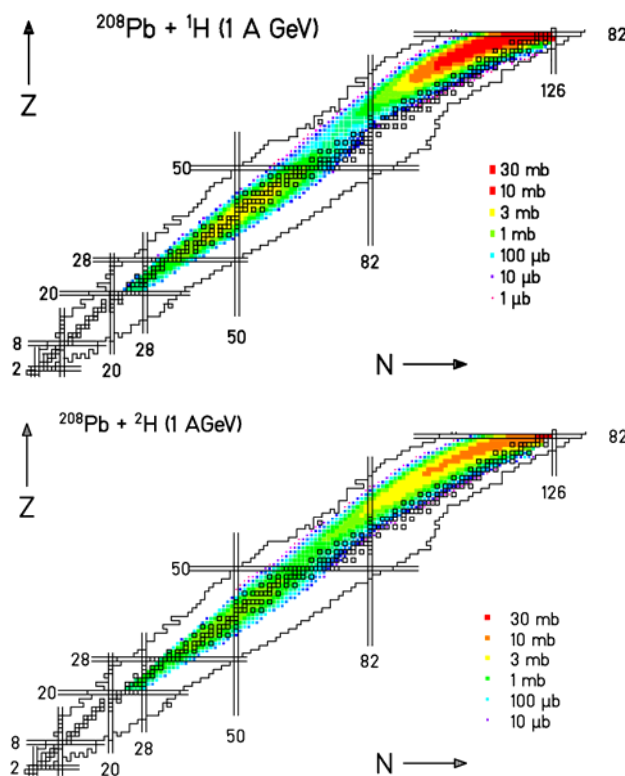 ²⁰⁸Pb + ¹H (1 A GeV)
Z
82
126
50
30 mb
10 mb
3 mb
1 mb
100 µb
10 µb
1 µb
28
82
20
50
8
28
N
2
20
²⁰⁸Pb + ²H (1 AGeV)
Z
82
126
50
30 mb
10 mb
3 mb
1 mb
100 µb
10 µb
28
82
20
50
8
28
N
2
20